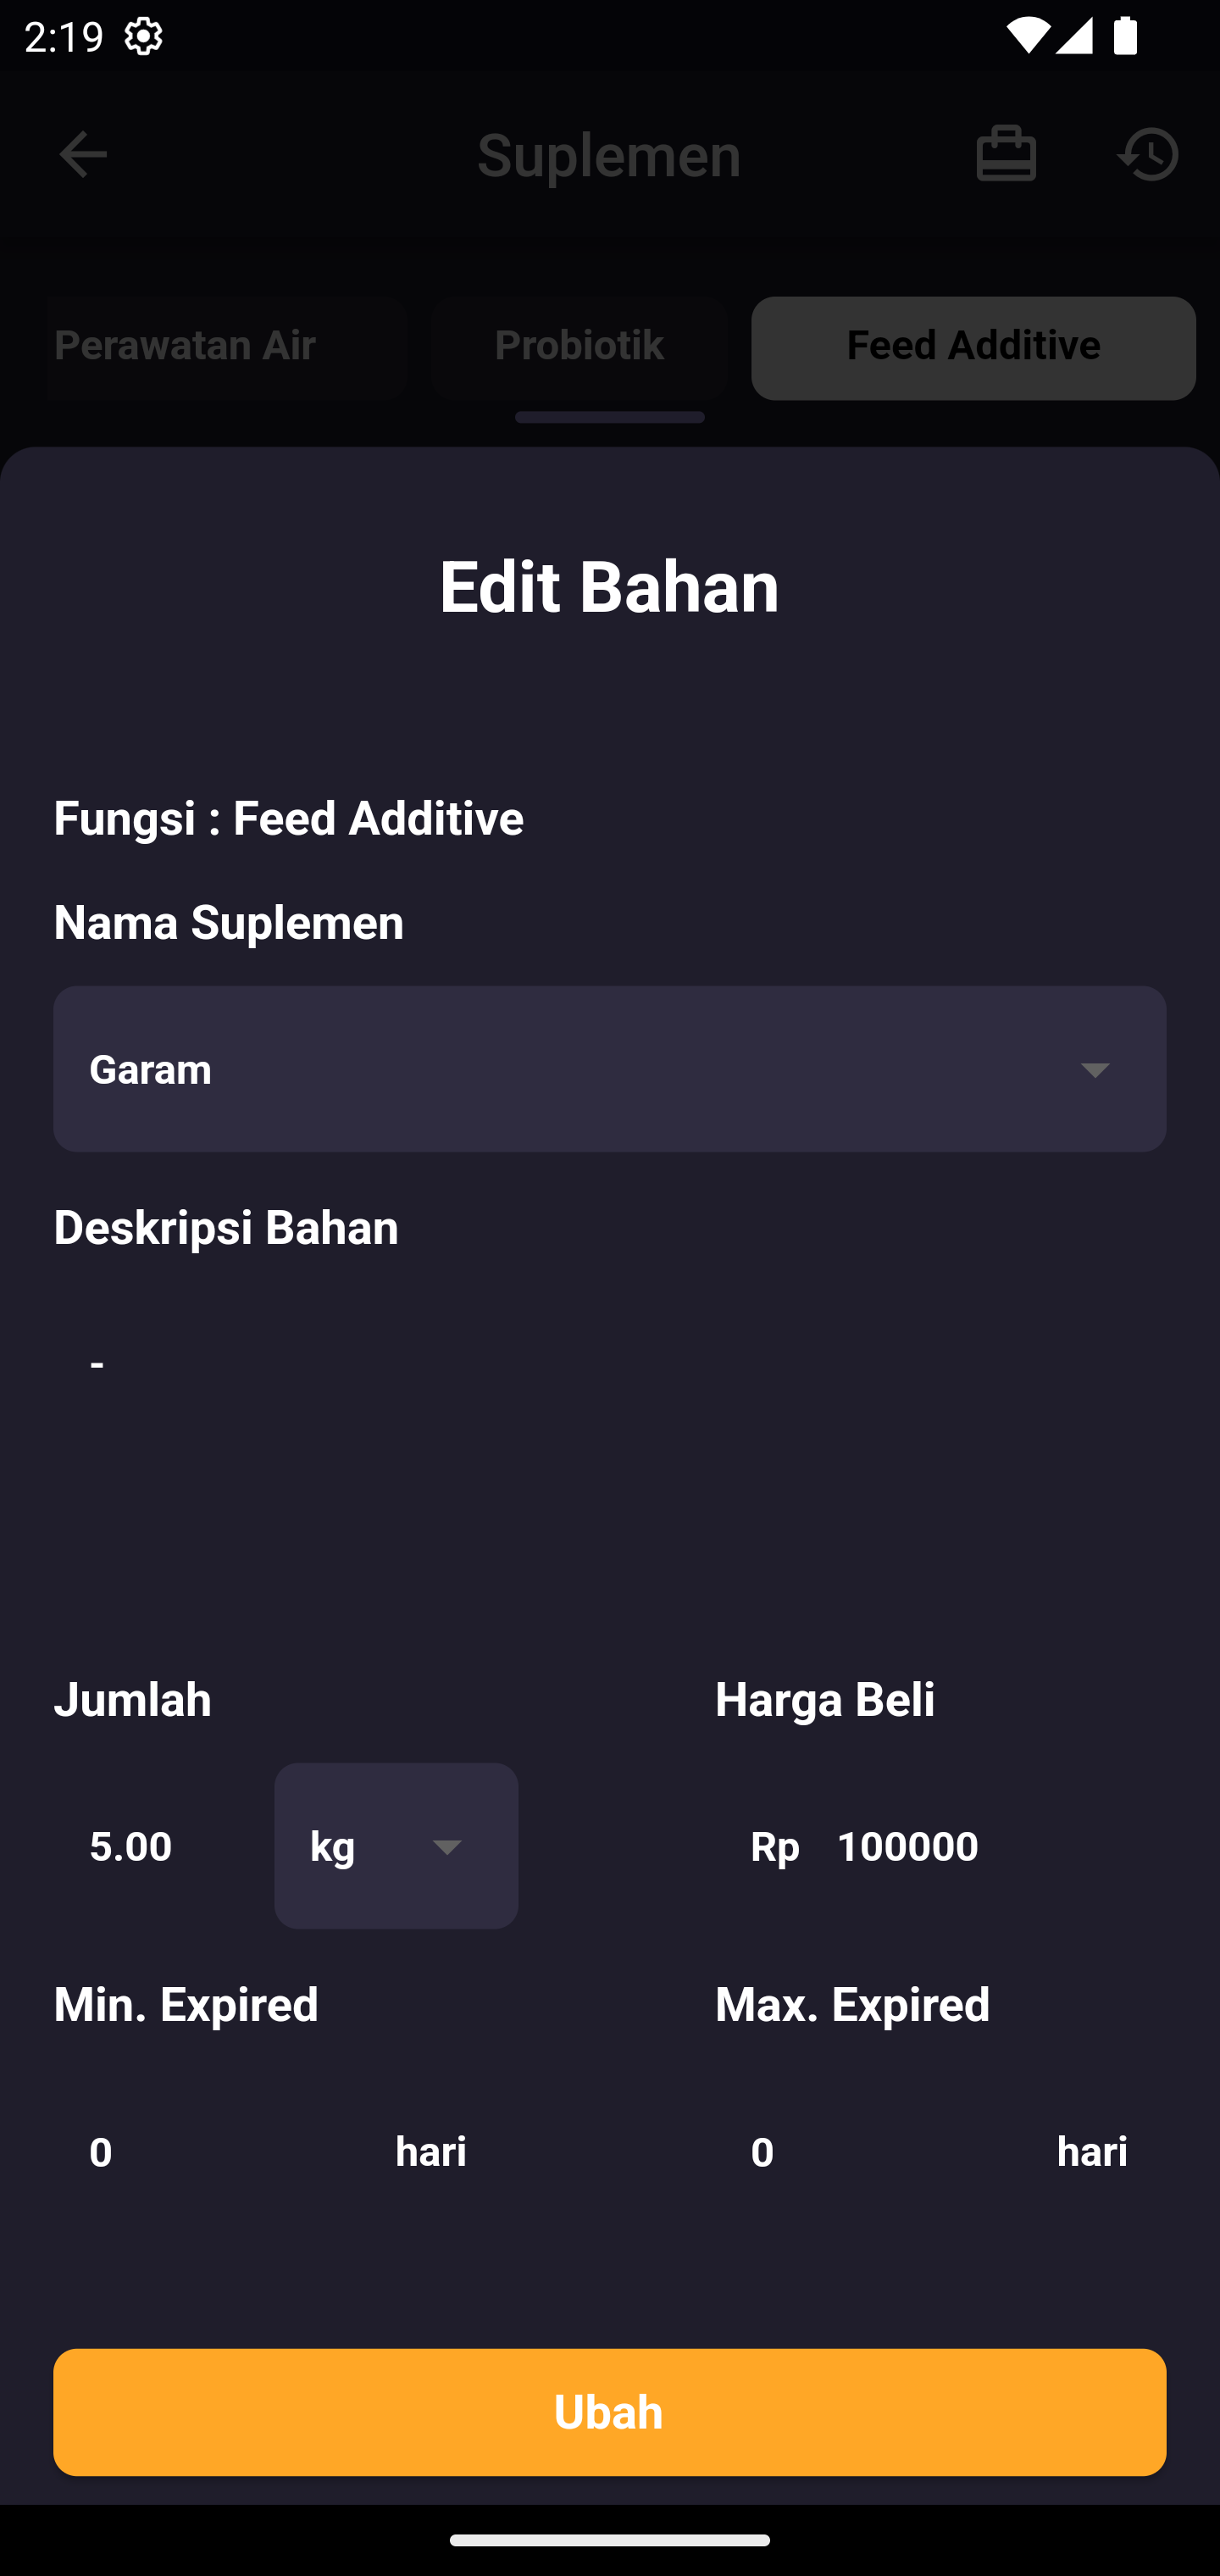 2:19
Suplemen
Perawatan Air Probiotik Feed Additive
Edit Bahan
Fungsi : Feed Additive
Nama Suplemen
Garam
Deskripsi Bahan
-
Jumlah Harga Beli
5.00 kg Rp 100000
Min. Expired Max. Expired
0 hari 0 hari
Ubah